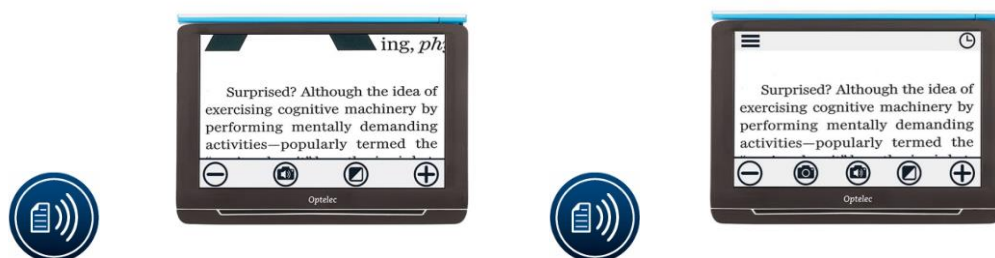 ing, ph
Surprised? Although the idea of
exercising cognitive machinery by
performing mentally demanding
activities—popularly termed the
Optelec
Surprised? Although the idea of
exercising cognitive machinery by
performing mentally demanding
activities—popularly termed the
Optelec